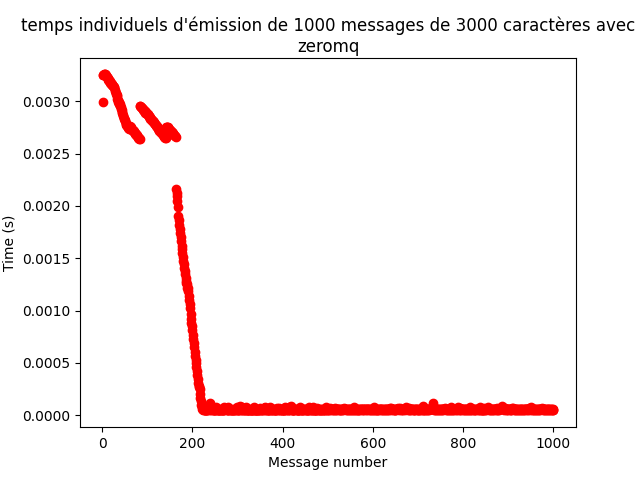 temps individuels d'émission de 1000 messages de 3000 caractères avec
zeromq
Time (s)
0.0030
0.0025
0.0020
0.0015
0.0010
0.0005
0.0000
0 200 400 600 800 1000
Message number